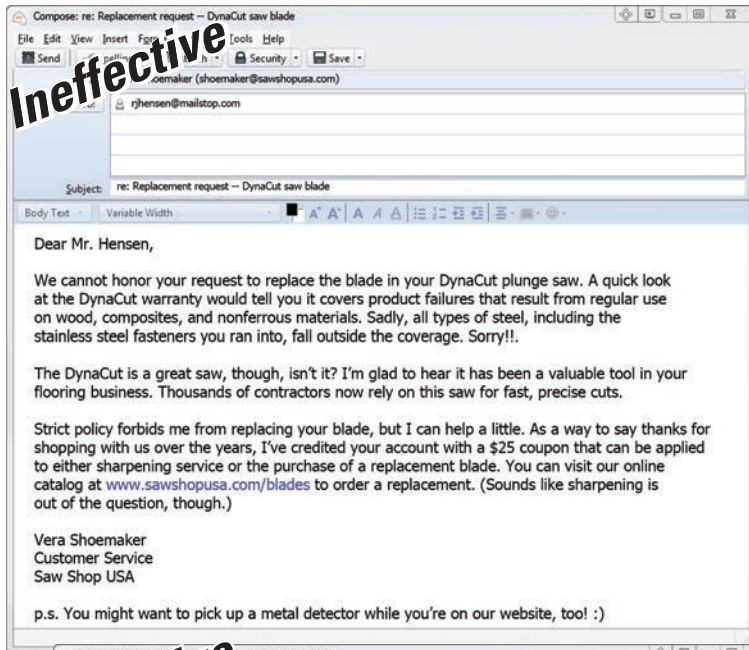 Compose: re: Replacement request -- DynaCut saw blade
File Edit View Insert Tools Help
Ineffective
Send Security Save
(shoemaker@sawshopusa.com)
rjhensen@mailstop.com
Subject: re: Replacement request -- DynaCut saw blade
Body Text Variable Width
Dear Mr. Hensen,
We cannot honor your request to replace the blade in your DynaCut plunge saw. A quick look
at the DynaCut warranty would tell you it covers product failures that result from regular use
on wood, composites, and nonferrous materials. Sadly, all types of steel, including the
stainless steel fasteners you ran into, fall outside the coverage. Sorry!!.
The DynaCut is a great saw, though, isn't it? I'm glad to hear it has been a valuable tool in your
flooring business. Thousands of contractors now rely on this saw for fast, precise cuts.
Strict policy forbids me from replacing your blade, but I can help a little. As a way to say thanks for
shopping with us over the years, I've credited your account with a $25 coupon that can be applied
to either sharpening service or the purchase of a replacement blade. You can visit our online
catalog at www.sawshopusa.com/blades to order a replacement. (Sounds like sharpening is
out of the question, though.)
Vera Shoemaker
Customer Service
Saw Shop USA
p.s. You might want to pick up a metal detector while you're on our website, too! :)